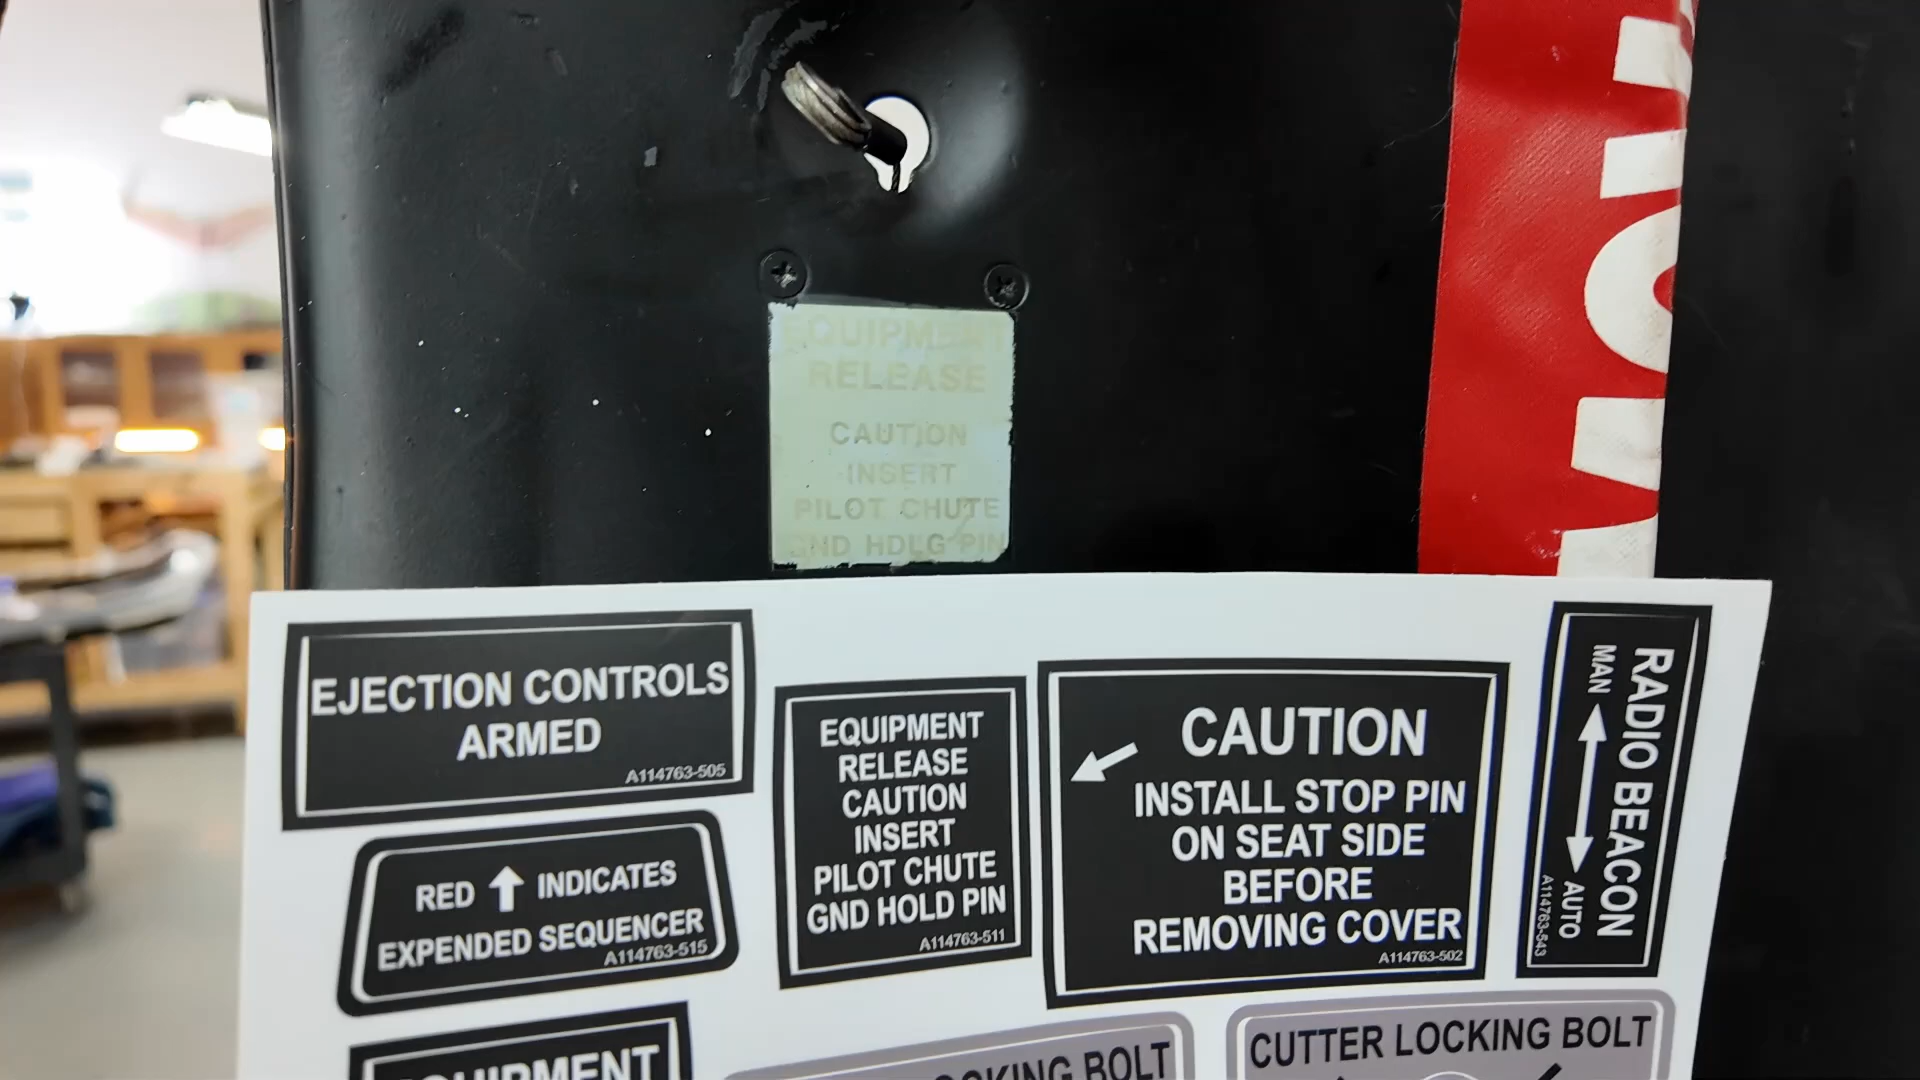 EQUIPMENT
RELEASE
CAUTION
INSERT
PILOT CHUTE
GND HDLG PIN
EJECTION CONTROLS
ARMED
A114763-505
RED ↑ INDICATES
EXPENDED SEQUENCER
A114763-515
EQUIPMENT
RELEASE
CAUTION
INSERT
PILOT CHUTE
GND HOLD PIN
A114763-511
CAUTION
INSTALL STOP PIN
ON SEAT SIDE
BEFORE
REMOVING COVER
A114763-502
RADIO BEACON
MAN ↔ AUTO
A114763-543
EQUIPMENT
LOCKING BOLT
CUTTER LOCKING BOLT